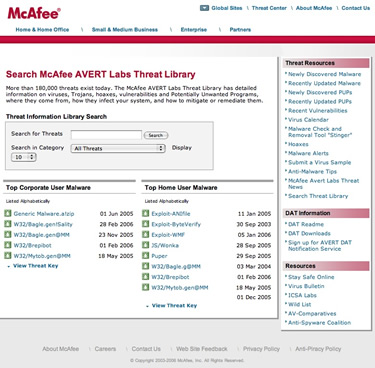 McAfee®
Global Sites \ Threat Center \ About McAfee \ Contact Us
Home & Home Office \ Small & Medium Business \ Enterprise \ Partners
Search McAfee AVERT Labs Threat Library
More than 180,000 threats exist today. The McAfee AVERT Labs Threat Library has detailed
information on viruses, Trojans, hoaxes, vulnerabilities and Potentially Unwanted Programs,
where they come from, how they infect your system, and how to mitigate or remediate them.
Threat Information Library Search
Search for Threats Search
Search in Category All Threats Display
10
Top Corporate User Malware
Listed Alphabetically
Generic Malware.a!zip 01 Jun 2005
W32/Bagle.gen!Sality 28 Feb 2006
W32/Bagle.gen@MM 23 Nov 2005
W32/Brepibot 01 Feb 2006
W32/Mytob.gen@MM 18 May 2005
View Threat Key
Top Home User Malware
Listed Alphabetically
Exploit-ANIfile 11 Jan 2005
Exploit-ByteVerify 30 Sep 2003
Exploit-WMF 05 Jan 2006
JS/Wonka 28 Sep 2005
Puper 29 Sep 2005
W32/Bagle.g@MM 03 Mar 2004
W32/Brepibot 01 Feb 2006
W32/Mytob.gen@MM 18 May 2005
01 Dec 2005
View Threat Key
Threat Resources
Newly Discovered Malware
Recently Updated Malware
Newly Discovered PUPs
Recently Updated PUPs
Recent Vulnerabilities
Virus Calendar
Malware Check and
Removal Tool "Stinger"
Hoaxes
Malware Alerts
Submit a Virus Sample
Anti-Malware Tips
McAfee Avert Labs Threat
News
Search Threat Library
DAT Information
DAT Readme
DAT Downloads
Sign up for AVERT DAT
Notification Service
Resources
Stay Safe Online
Virus Bulletin
ICSA Labs
Wild List
AV-Comparatives
Anti-Spyware Coalition
About McAfee \ Careers \ Contact Us \ Web Site Feedback \ Privacy Policy \ Anti-Piracy Policy
© Copyright 2003-2006 McAfee, Inc. All Rights Reserved.